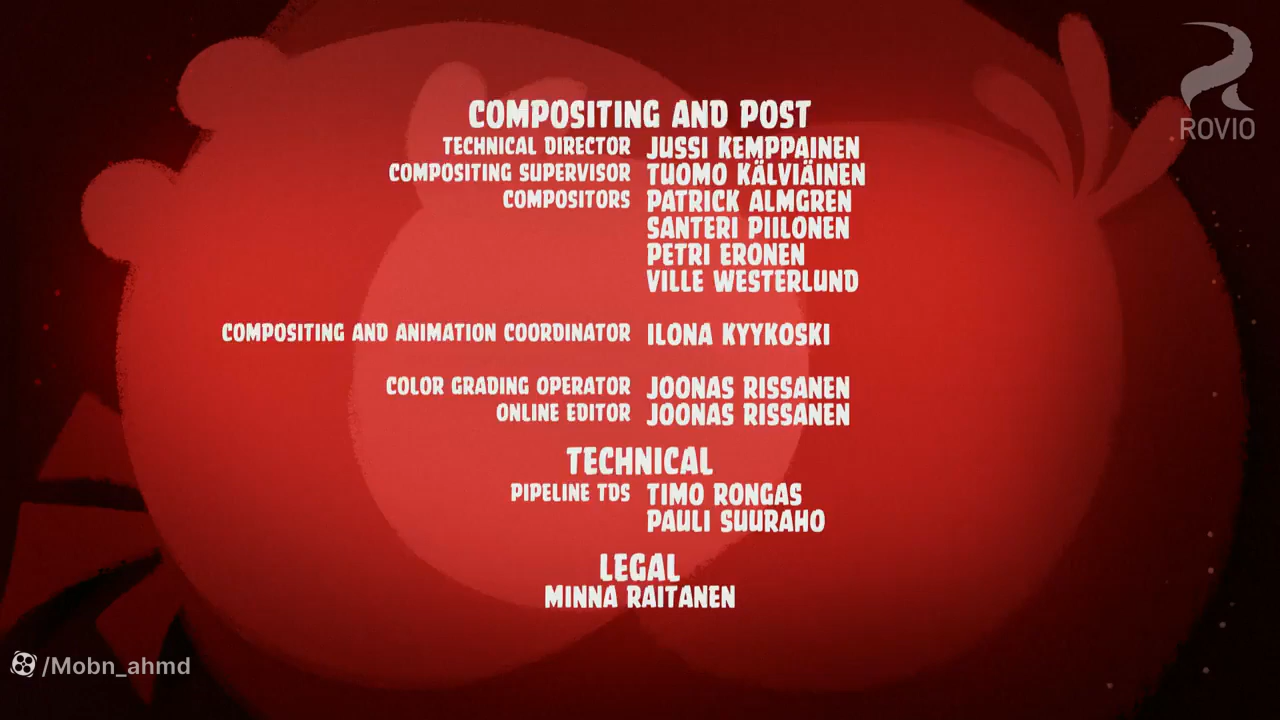 ROVIO
COMPOSITING AND POST
TECHNICAL DIRECTOR JUSSI KEMPPAINEN
COMPOSITING SUPERVISOR TUOMO KÄLVIÄINEN
COMPOSITORS PATRICK ALMGREN
SANTERI PIILONEN
PETRI ERONEN
VILLE WESTERLUND
COMPOSITING AND ANIMATION COORDINATOR ILONA KYYKOSKI
COLOR GRADING OPERATOR JOONAS RISSANEN
ONLINE EDITOR JOONAS RISSANEN
TECHNICAL
PIPELINE TDS TIMO RONGAS
PAULI SUURAHO
LEGAL
MINNA RAITANEN
/Mobn_ahmd